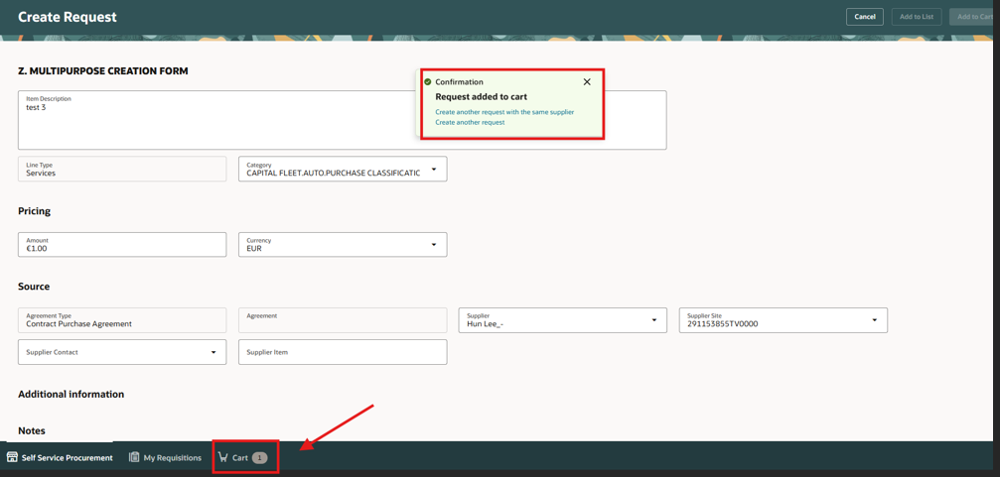 Create Request
Cancel
Add to List
Add to Cart
Z. MULTIPURPOSE CREATION FORM
Confirmation
Request added to cart
Create another request with the same supplier
Create another request
Item Description
test 3
Line Type
Services
Category
CAPITAL FLEET.AUTO.PURCHASE CLASSIFICATIC
Pricing
Amount
€1.00
Currency
EUR
Source
Agreement Type
Contract Purchase Agreement
Agreement
Supplier
Hun Lee_-
Supplier Site
291153855TV0000
Supplier Contact
Supplier Item
Additional information
Notes
Self Service Procurement
My Requisitions
Cart 1